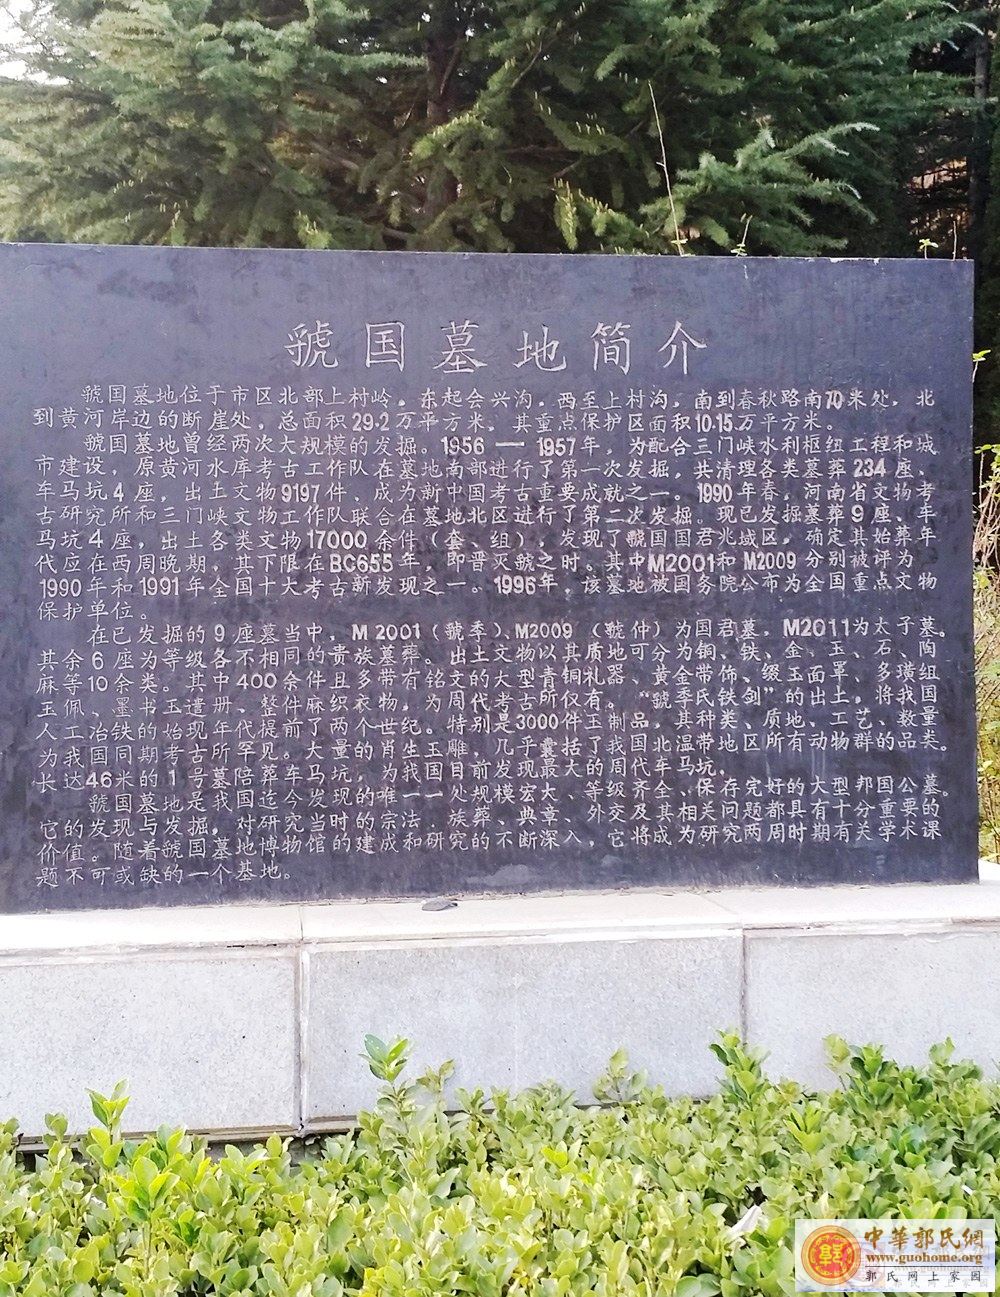 虢国墓地简介
虢国墓地位于市区北部上村岭，东起会兴沟，西至上村沟，南到春秋路南70米处，北
到黄河岸边的断崖处，总面积29.2万平方米，其重点保护区面积10.15万平方米。
虢国墓地曾经两次大规模的发掘。1956——1957年，为配合三门峡水利枢纽工程和城
市建设，原黄河水库考古工作队在墓地南部进行了第一次发掘，共清理各类墓葬234座、
车马坑4座，出土文物9197件、成为新中国考古重要成就之一。1990年春，河南省文物考
古研究所和三门峡文物工作队联合在墓地北区进行了第二次发掘。现已发掘墓葬9座、车
马坑4座，出土各类文物17000余件（套、组），发现了虢国国君兆域区，确定其始葬年
代应在西周晚期，其下限在BC655年，即晋灭虢之时。其中M2001和M2009分别被评为
1990年和1991年全国十大考古新发现之一。1996年，该墓地被国务院公布为全国重点文物
保护单位。
在已发掘的9座墓当中，M2001（虢季）、M2009（虢仲）为国君墓，M2011为太子墓。
其余6座为等级各不相同的贵族墓葬。出土文物以其质地可分为铜、铁、金、玉、石、陶
麻等10余类。其中400余件且多带有铭文的大型青铜礼器、黄金带饰、缀玉面罩、多璜组
玉佩、墨书玉遣册、整件麻织衣物，为周代考古所仅有。“虢季氏铁剑”的出土，将我国
人工冶铁的始现年代提前了两个世纪。特别是3000件玉制品，其种类、质地、工艺、数量
为我国同期考古所罕见。大量的肖生玉雕，几乎囊括了我国北温带地区所有动物群的品类。
长达46米的1号墓陪葬车马坑，为我国目前发现最大的周代车马坑，
虢国墓地是我国迄今发现的唯一一处规模宏大、等级齐全、保存完好的大型邦国公墓。
它的发现与发掘，对研究当时的宗法、族葬、典章、外交及其相关问题都具有十分重要的
价值。随着虢国墓地博物馆的建成和研究的不断深入，它将成为研究两周时期有关学术课
题不可或缺的一个基地。
中華郭氏網
www.guohome.org
郭氏网上家园